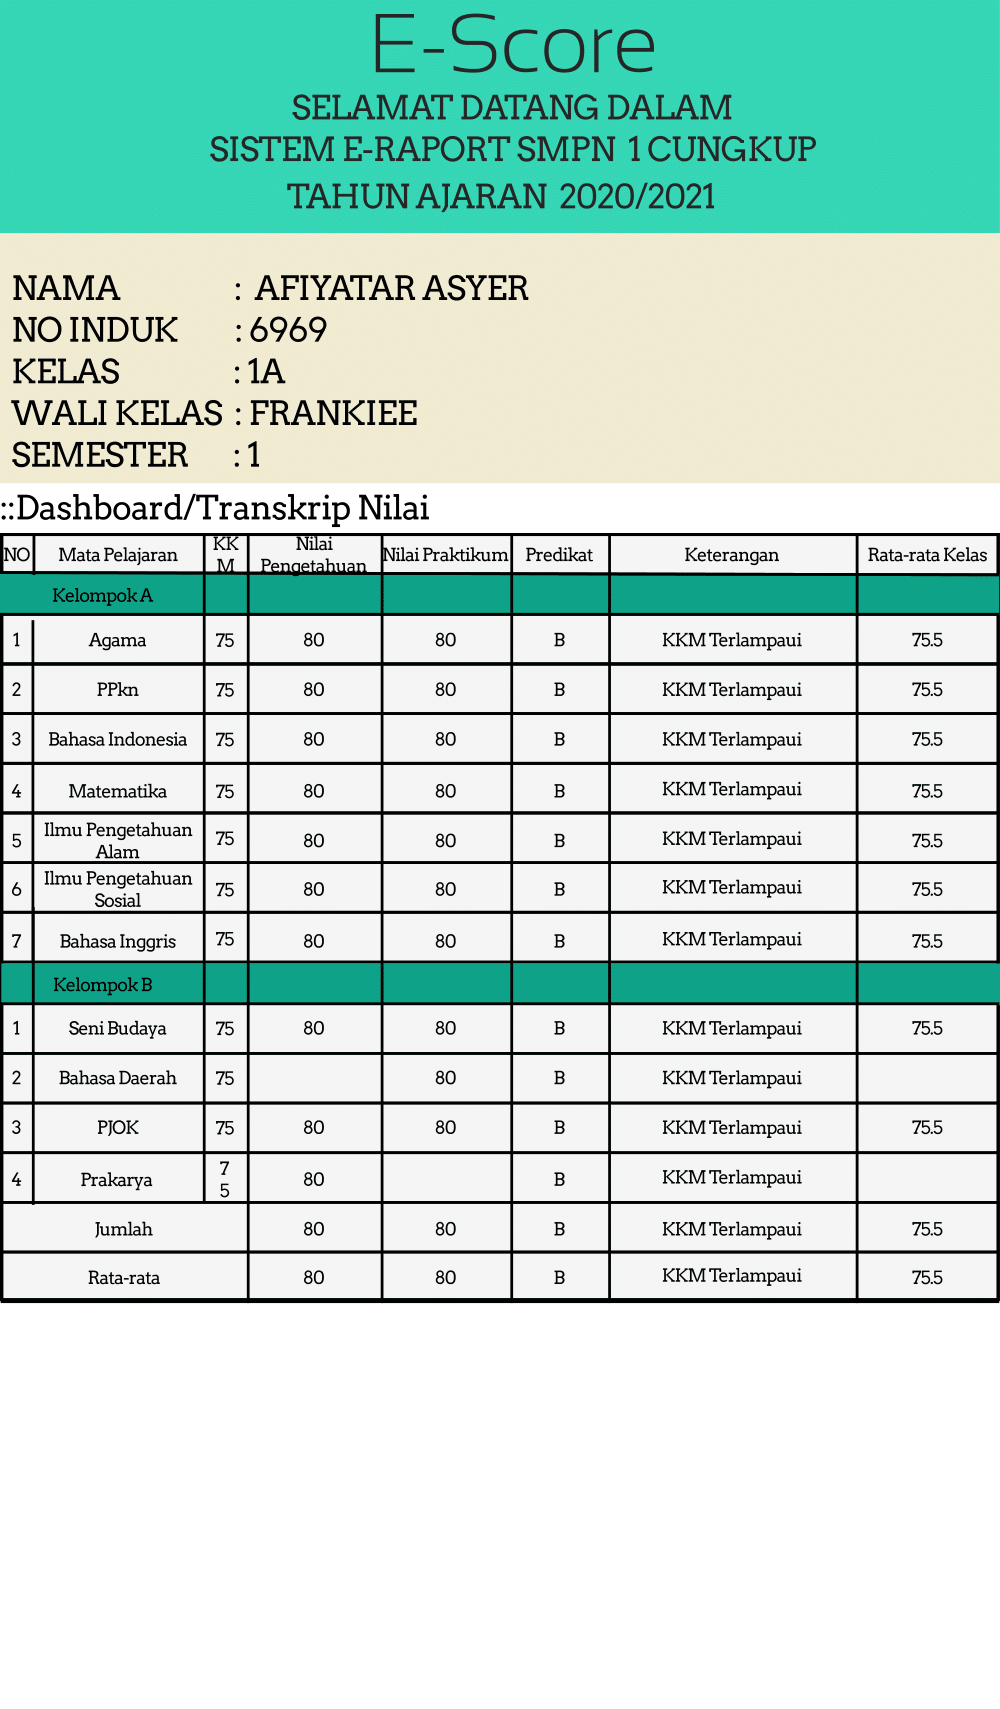 E-Score
SELAMAT DATANG DALAM
SISTEM E-RAPORT SMPN 1 CUNGKUP
TAHUN AJARAN 2020/2021
NAMA : AFIYATAR ASYER
NO INDUK : 6969
KELAS : 1A
WALI KELAS : FRANKIEE
SEMESTER : 1
::Dashboard/Transkrip Nilai
NO Mata Pelajaran KKM Nilai Pengetahuan Nilai Praktikum Predikat Keterangan Rata-rata Kelas
Kelompok A
1 Agama 75 80 80 B KKM Terlampaui 75.5
2 PPkn 75 80 80 B KKM Terlampaui 75.5
3 Bahasa Indonesia 75 80 80 B KKM Terlampaui 75.5
4 Matematika 75 80 80 B KKM Terlampaui 75.5
5 Ilmu Pengetahuan Alam 75 80 80 B KKM Terlampaui 75.5
6 Ilmu Pengetahuan Sosial 75 80 80 B KKM Terlampaui 75.5
7 Bahasa Inggris 75 80 80 B KKM Terlampaui 75.5
Kelompok B
1 Seni Budaya 75 80 80 B KKM Terlampaui 75.5
2 Bahasa Daerah 75 80 B KKM Terlampaui
3 PJOK 75 80 80 B KKM Terlampaui 75.5
4 Prakarya 75 80 B KKM Terlampaui
Jumlah 80 80 B KKM Terlampaui 75.5
Rata-rata 80 80 B KKM Terlampaui 75.5